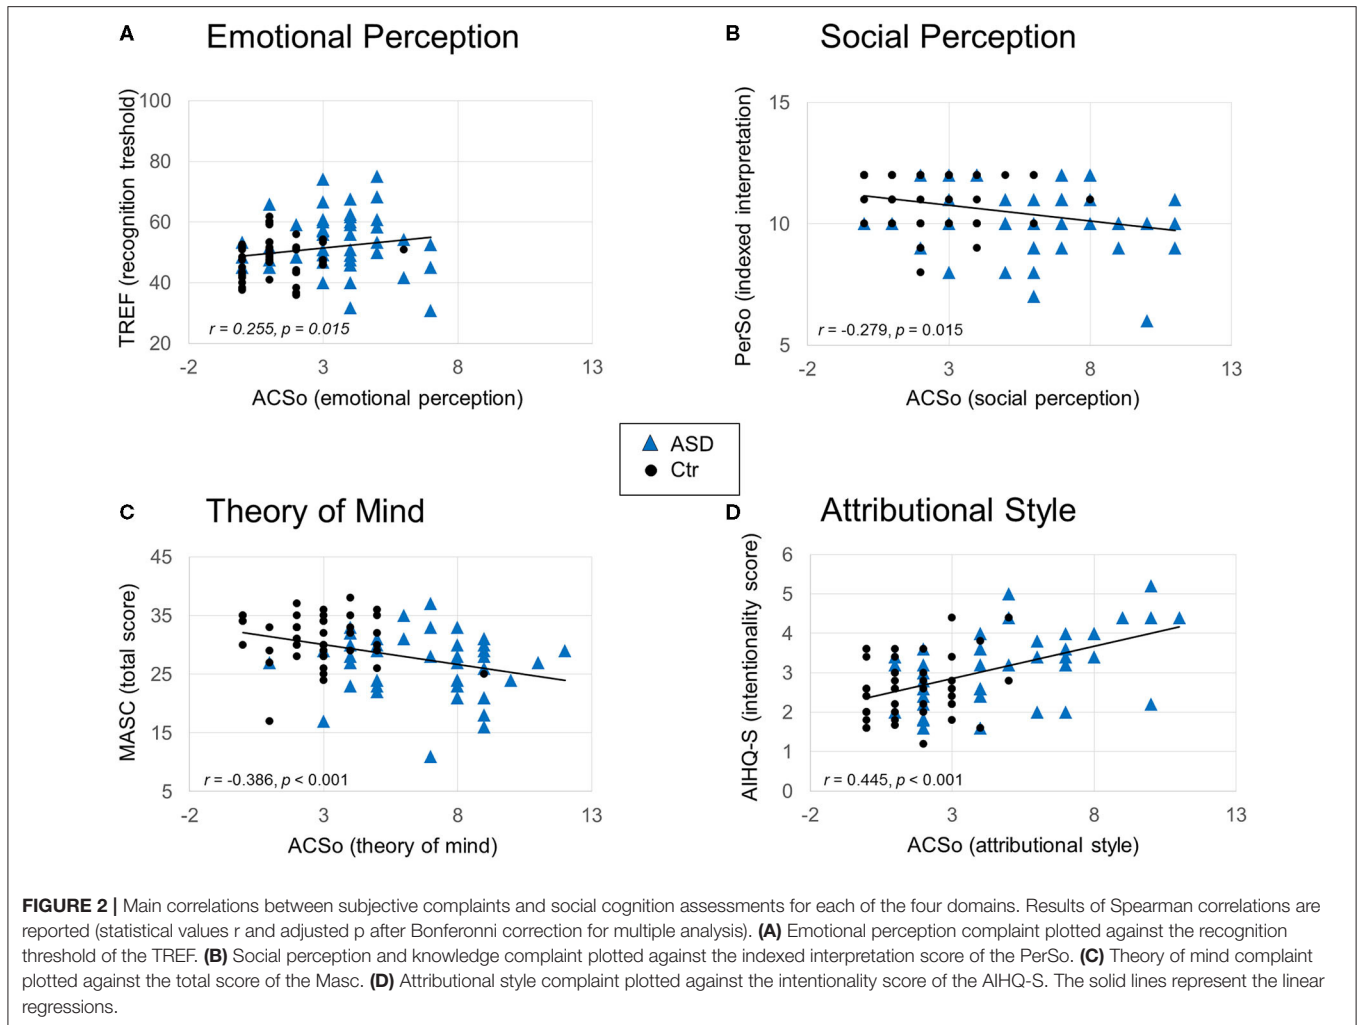 A Emotional Perception
TREF (recognition treshold)
100
80
60
40
20
r = 0.255, p = 0.015
-2 3 8 13
ACSo (emotional perception)
B Social Perception
PerSo (indexed interpretation)
15
10
5
r = -0.279, p = 0.015
-2 3 8 13
ACSo (social perception)
ASD
Ctr
C Theory of Mind
MASC (total score)
45
35
25
15
5
r = -0.386, p < 0.001
-2 3 8 13
ACSo (theory of mind)
D Attributional Style
AIHQ-S (intentionality score)
6
5
4
3
2
1
0
r = 0.445, p < 0.001
-2 3 8 13
ACSo (attributional style)
FIGURE 2 | Main correlations between subjective complaints and social cognition assessments for each of the four domains. Results of Spearman correlations are
reported (statistical values r and adjusted p after Bonferonni correction for multiple analysis). (A) Emotional perception complaint plotted against the recognition
threshold of the TREF. (B) Social perception and knowledge complaint plotted against the indexed interpretation score of the PerSo. (C) Theory of mind complaint
plotted against the total score of the Masc. (D) Attributional style complaint plotted against the intentionality score of the AIHQ-S. The solid lines represent the linear
regressions.